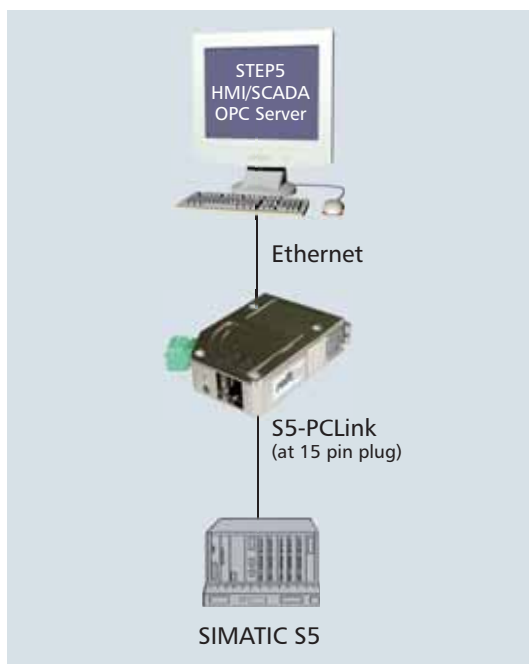 STEP5
HMI/SCADA
OPC Server
Ethernet
S5-PCLink
(at 15 pin plug)
SIMATIC S5